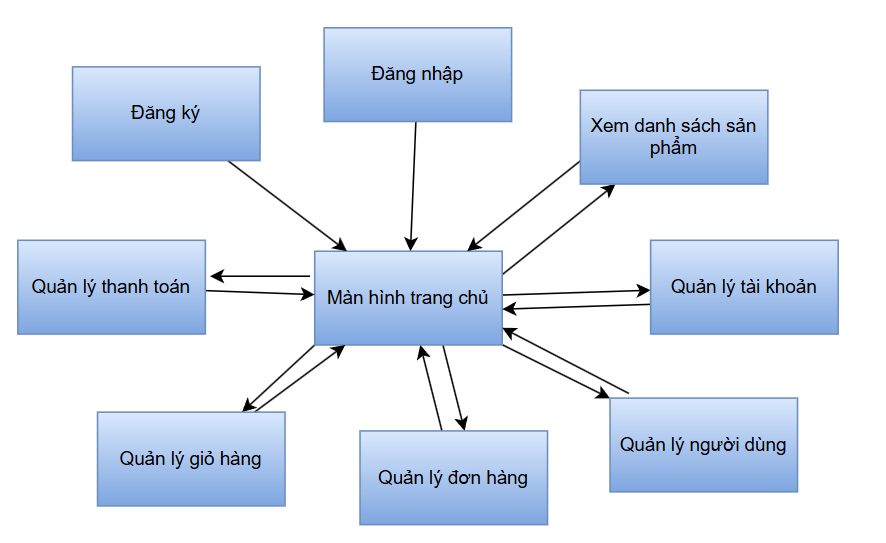 Đăng nhập
Đăng ký
Xem danh sách sản
phẩm
Quản lý thanh toán
Màn hình trang chủ
Quản lý tài khoản
Quản lý giỏ hàng
Quản lý đơn hàng
Quản lý người dùng